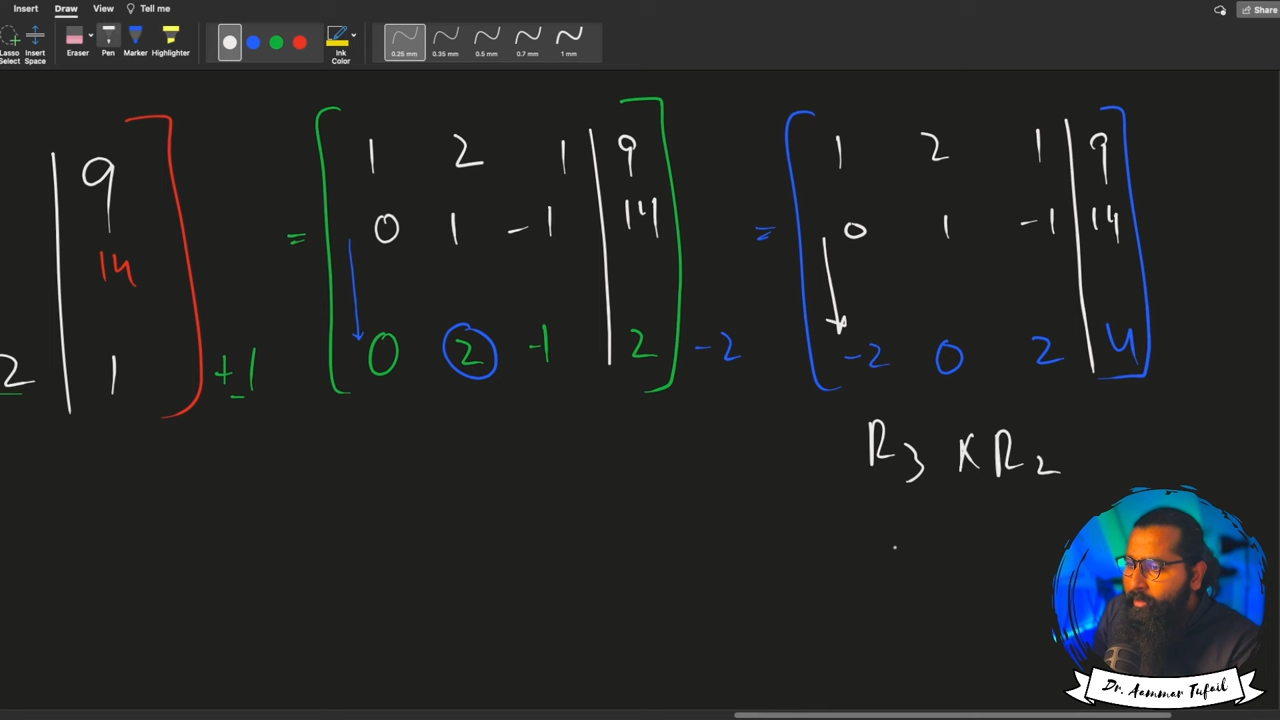 Insert Draw View Tell me
Share
Lasso Select Insert Space Eraser Pen Marker Highlighter Ink Color 0.25 mm 0.35 mm 0.5 mm 0.7 mm 1 mm
9
14
2 | 1
+1
= [ 1 2 1 | 9
0 1 -1 | 14
0 2 -1 | 2 ] -2
= [ 1 2 1 | 9
0 1 -1 | 14
-2 0 2 | 4 ]
R3 x R2
Dr. Aammar Tufail